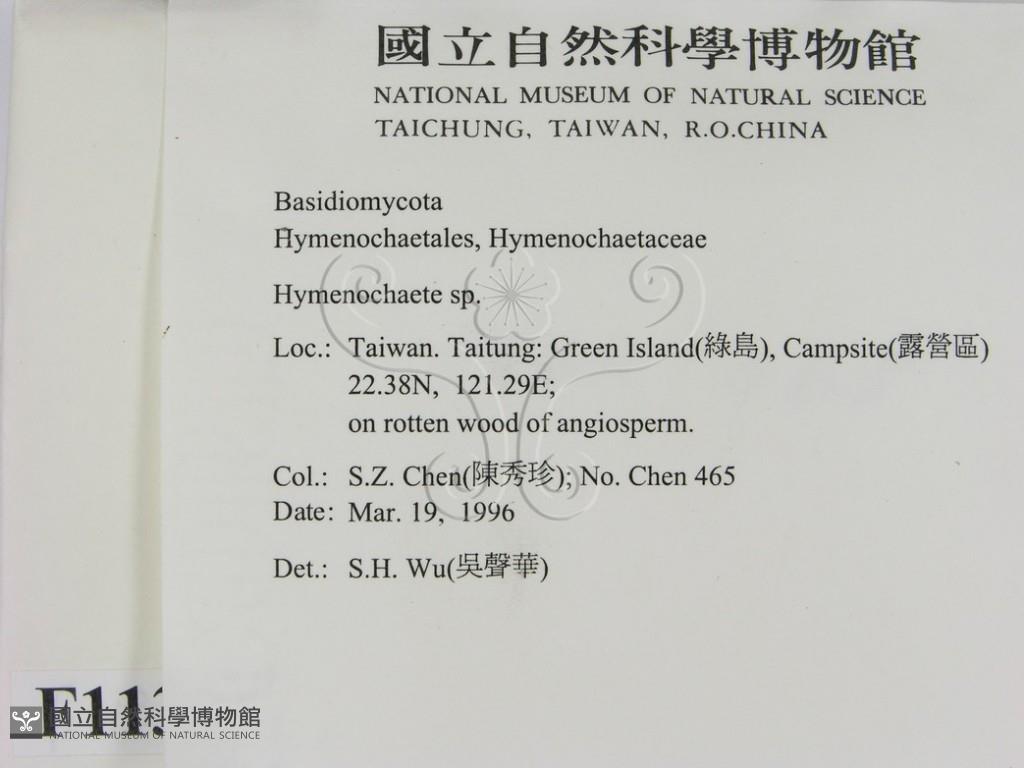 國立自然科學博物館
NATIONAL MUSEUM OF NATURAL SCIENCE
TAICHUNG, TAIWAN, R.O.CHINA
Basidiomycota
Hymenochaetales, Hymenochaetaceae
Hymenochaete sp.
Loc.: Taiwan. Taitung: Green Island(綠島), Campsite(露營區)
22.38N, 121.29E;
on rotten wood of angiosperm.
Col.: S.Z. Chen(陳秀珍); No. Chen 465
Date: Mar. 19, 1996
Det.: S.H. Wu(吳聲華)
國立自然科學博物館
NATIONAL MUSEUM OF NATURAL SCIENCE